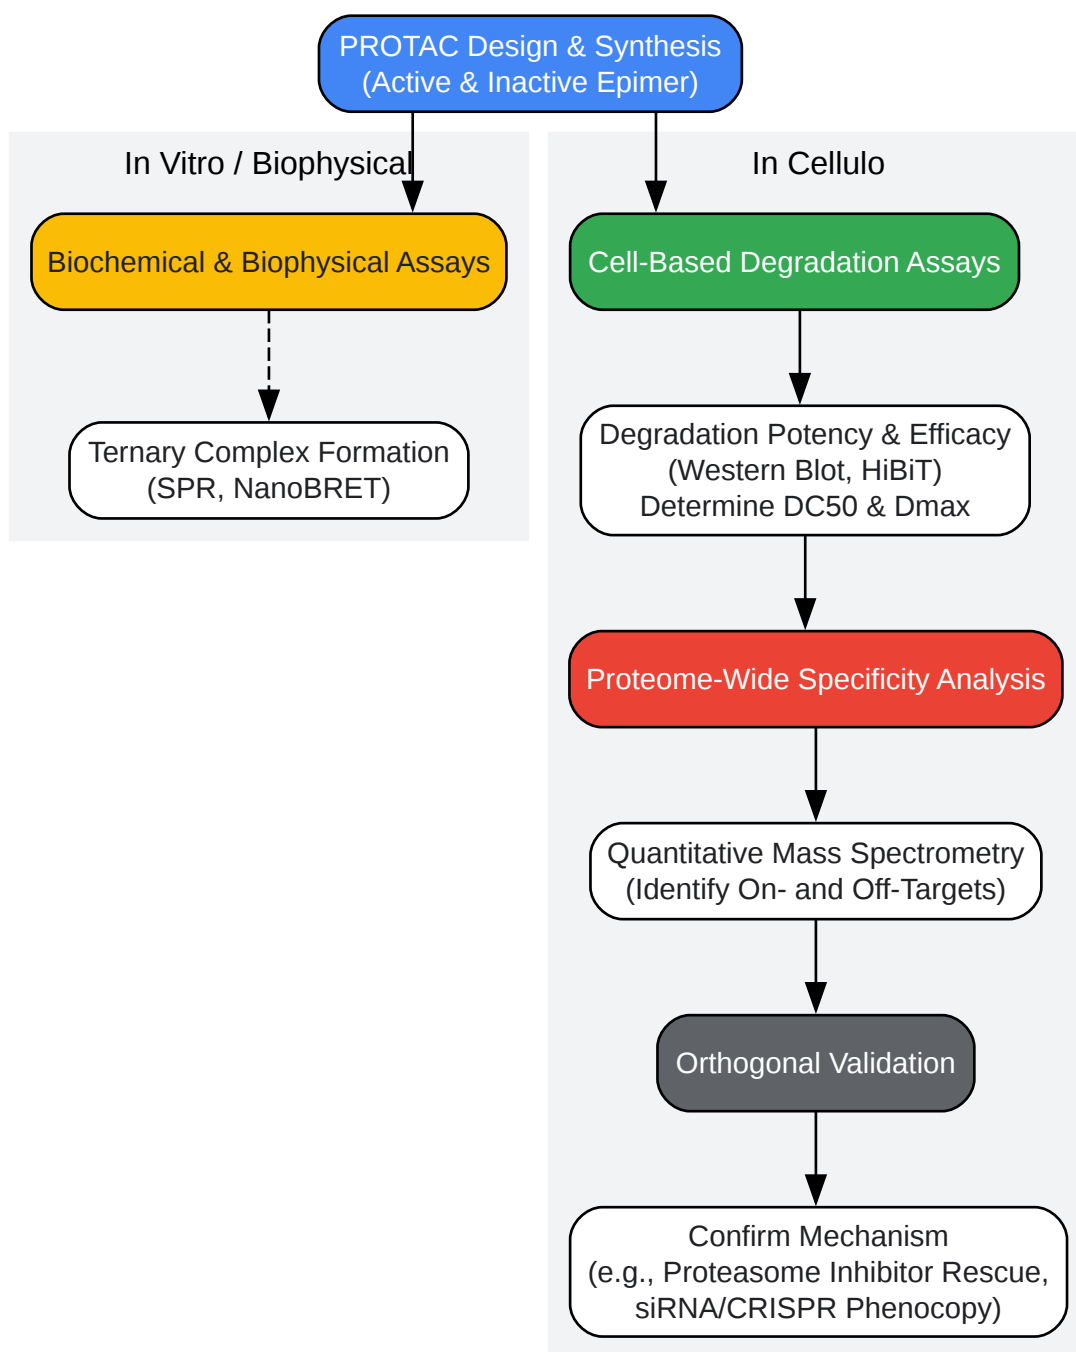 PROTAC Design & Synthesis
(Active & Inactive Epimer)
In Vitro / Biophysical
Biochemical & Biophysical Assays
Ternary Complex Formation
(SPR, NanoBRET)
In Cellulo
Cell-Based Degradation Assays
Degradation Potency & Efficacy
(Western Blot, HiBiT)
Determine DC50 & Dmax
Proteome-Wide Specificity Analysis
Quantitative Mass Spectrometry
(Identify On- and Off-Targets)
Orthogonal Validation
Confirm Mechanism
(e.g., Proteasome Inhibitor Rescue,
siRNA/CRISPR Phenocopy)